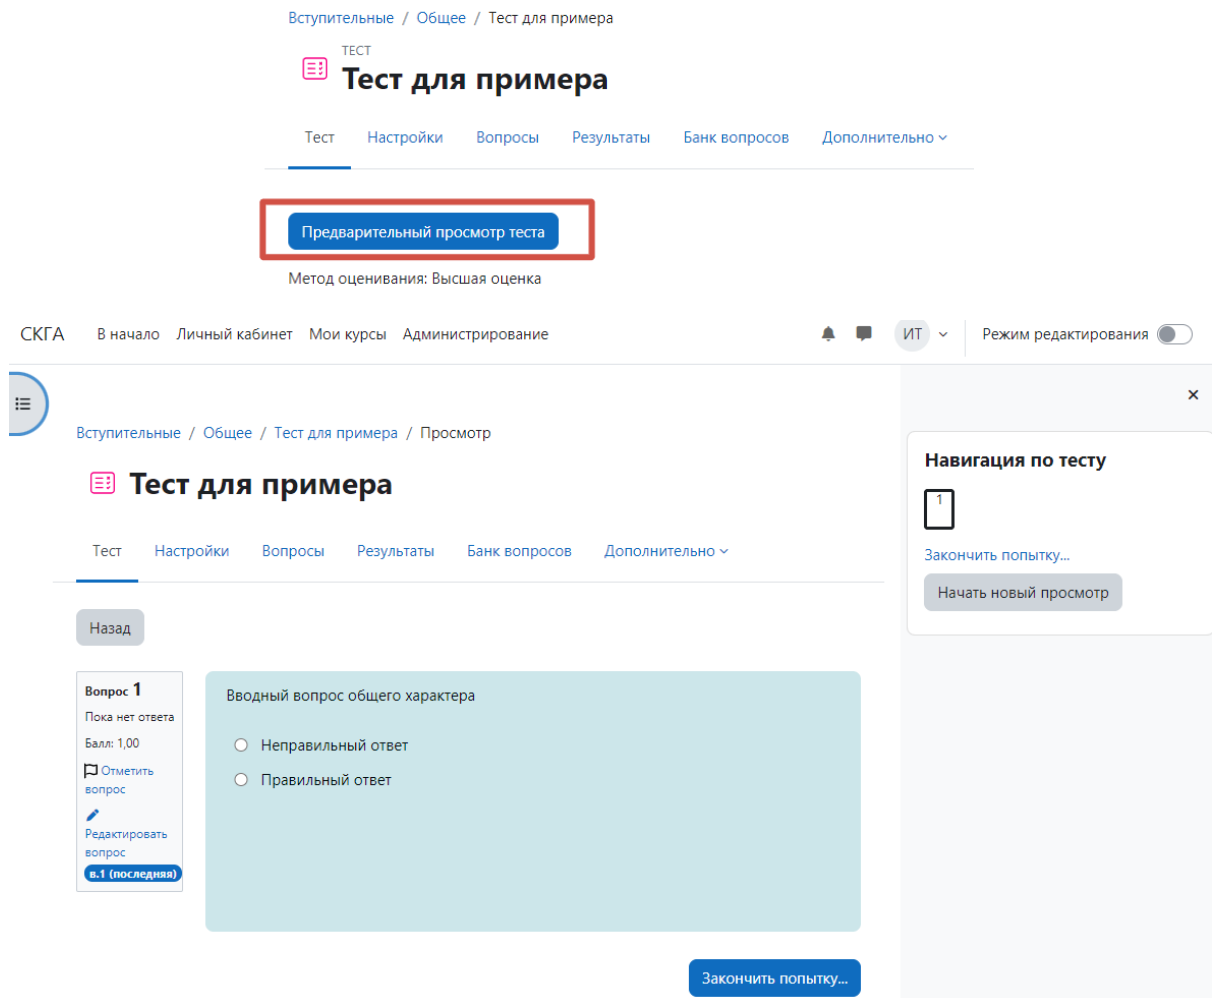 Вступительные / Общее / Тест для примера
ТЕСТ
Тест для примера
Тест Настройки Вопросы Результаты Банк вопросов Дополнительно
Предварительный просмотр теста
Метод оценивания: Высшая оценка
СКГА В начало Личный кабинет Мои курсы Администрирование ИТ Режим редактирования
Вступительные / Общее / Тест для примера / Просмотр
Тест для примера
Тест Настройки Вопросы Результаты Банк вопросов Дополнительно
Назад
Вопрос 1
Пока нет ответа
Балл: 1,00
Отметить
вопрос
Редактировать
вопрос
в.1 (последняя)
Вводный вопрос общего характера
Неправильный ответ
Правильный ответ
Закончить попытку...
Навигация по тесту
1
Закончить попытку...
Начать новый просмотр